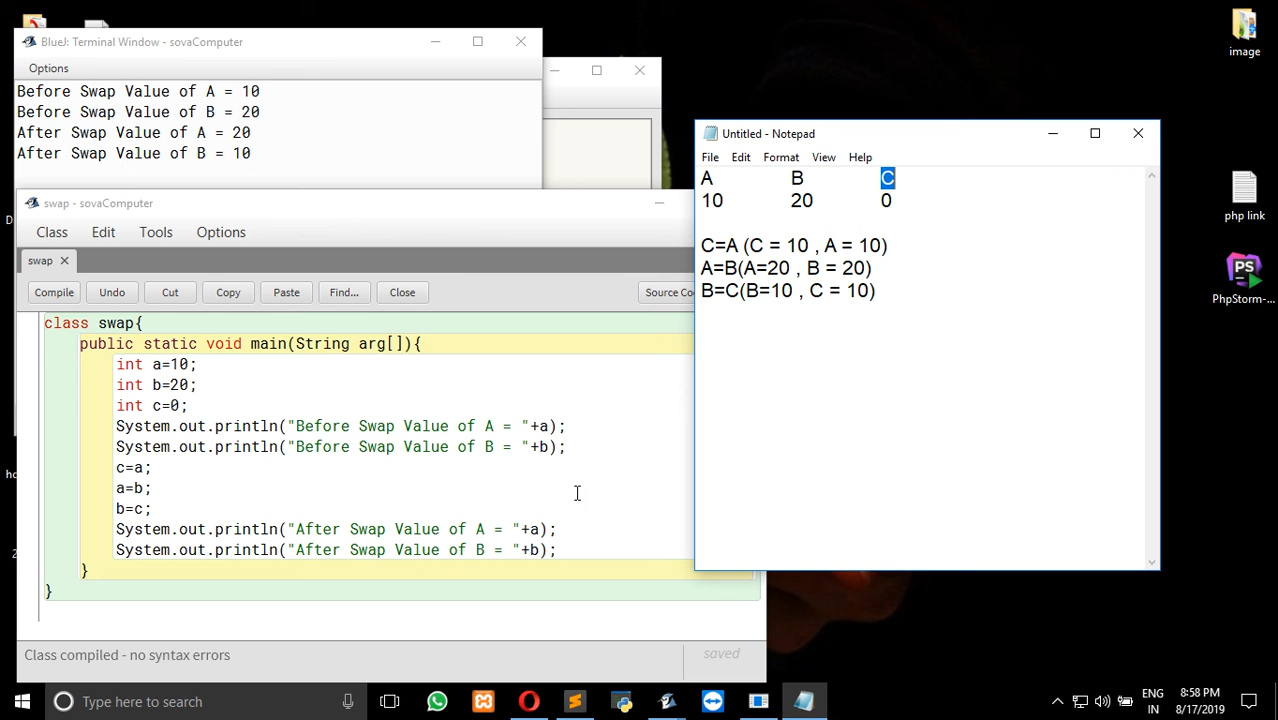 BlueJ: Terminal Window - sovaComputer
Options
Before Swap Value of A = 10
Before Swap Value of B = 20
After Swap Value of A = 20
After Swap Value of B = 10
swap - sovaComputer
Class Edit Tools Options
swap
Compile Undo Cut Copy Paste Find... Close Source Co
class swap{
public static void main(String arg[]){
int a=10;
int b=20;
int c=0;
System.out.println("Before Swap Value of A = "+a);
System.out.println("Before Swap Value of B = "+b);
c=a;
a=b;
b=c;
System.out.println("After Swap Value of A = "+a);
System.out.println("After Swap Value of B = "+b);
}
}
Class compiled - no syntax errors
saved
Untitled - Notepad
File Edit Format View Help
A B C
10 20 0
C=A (C = 10 , A = 10)
A=B(A=20 , B = 20)
B=C(B=10 , C = 10)
image
php link
PhpStorm-...
Type here to search
ENG
IN
8:58 PM
8/17/2019